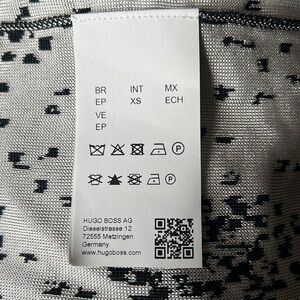 BR INT MX
EP XS ECH
VE
EP
P
P
HUGO BOSS AG
Dieselstrasse 12
72555 Metzingen
Germany
www.hugoboss.com